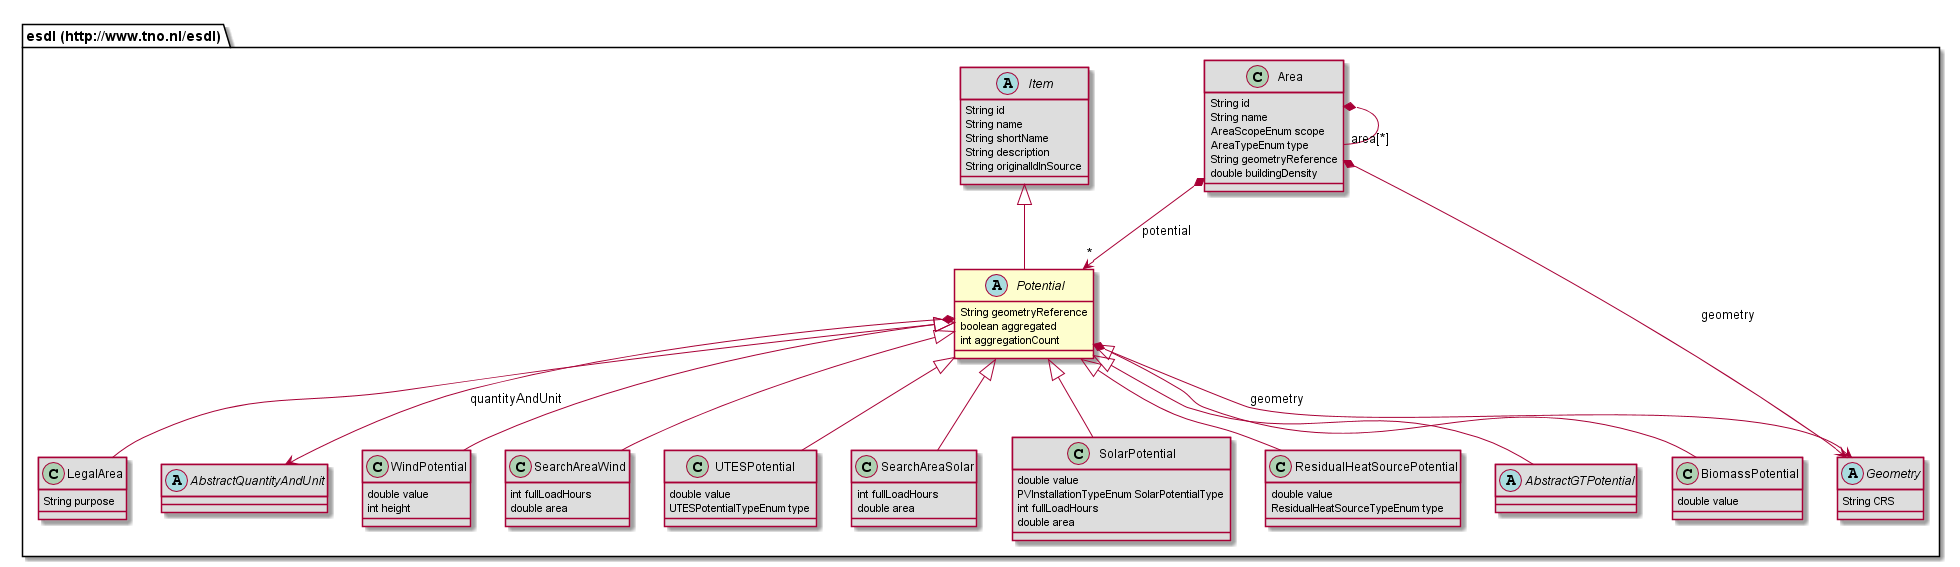 esdl (http://www.tno.nl/esdl)
A Item
String id
String name
String shortName
String description
String originalIdInSource
C Area
String id
String name
AreaScopeEnum scope
AreaTypeEnum type
String geometryReference
double buildingDensity
area[*]
potential
*
geometry
A Potential
String geometryReference
boolean aggregated
int aggregationCount
quantityAndUnit
geometry
C LegalArea
String purpose
A AbstractQuantityAndUnit
C WindPotential
double value
int height
C SearchAreaWind
int fullLoadHours
double area
C UTESPotential
double value
UTESPotentialTypeEnum type
C SearchAreaSolar
int fullLoadHours
double area
C SolarPotential
double value
PVInstallationTypeEnum SolarPotentialType
int fullLoadHours
double area
C ResidualHeatSourcePotential
double value
ResidualHeatSourceTypeEnum type
A AbstractGTPotential
C BiomassPotential
double value
A Geometry
String CRS